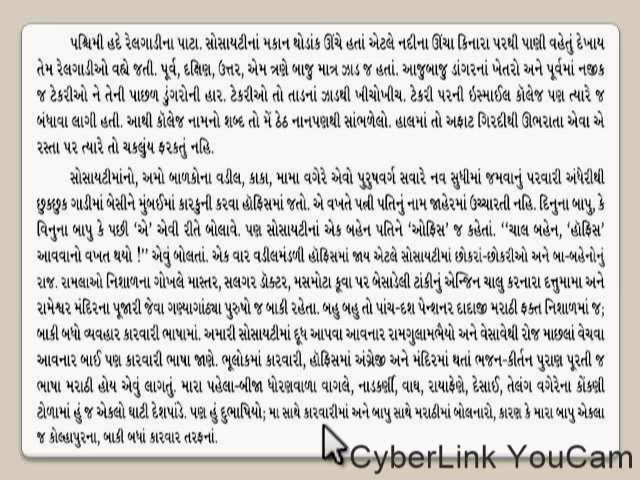 પશ્ચિમી હદે રેલગાડીના પાટા. સોસાયટીનાં મકાન થોડાંક ઊંચે હતાં એટલે નદીના ઊંચા કિનારા પરથી પાણી વહેતું દેખાય
તેમ રેલગાડીઓ વહ્યે જતી. પૂર્વ, દક્ષિણ, ઉત્તર, એમ ત્રણે બાજુ માત્ર ઝાડ જ હતાં. આજુબાજુ ડાંગરનાં ખેતરો અને પૂર્વમાં નજીક
જ ટેકરીઓ ને તેની પાછળ ડુંગરોની હાર. ટેકરીઓ તો તાડનાં ઝાડથી ખીચોખીચ. ટેકરી પરની ઇસ્માઈલ કૉલેજ પણ ત્યારે જ
બંધાવા લાગી હતી. આથી કૉલેજ નામનો શબ્દ તો મેં ઠેઠ નાનપણથી સાંભળેલો. હાલમાં તો અફાટ ગિરદીથી ઊભરાતા એવા એ
રસ્તા પર ત્યારે તો ચકલુંય ફરકતું નહિ.
સોસાયટીમાંનો, અમો બાળકોના વડીલ, કાકા, મામા વગેરે એવો પુરુષવર્ગ સવારે નવ સુધીમાં જમવાનું પરવારી અંધેરીથી
છુકછુક ગાડીમાં બેસીને મુંબઈમાં કારકુની કરવા હૉફિસમાં જતો. એ વખતે પત્ની પતિનું નામ જાહેરમાં ઉચ્ચારતી નહિ. દિનુના બાપુ, કે
વિનુના બાપુ કે પછી ‘એ’ એવી રીતે બોલાવે. પણ સોસાયટીનાં એક બહેન પતિને ‘ઓફિસ’ જ કહેતાં. “ચાલ બહેન, ‘હૉફિસ’
આવવાનો વખત થયો !” એવું બોલતાં. એક વાર વડીલમંડળી હૉફિસમાં જાય એટલે સોસાયટીમાં છોકરાં-છોકરીઓ અને બા-બહેનોનું
રાજ. રામલાઓ નિશાળના ગોખલે માસ્તર, સલગર ડૉક્ટર, મસમોટા કૂવા પર બેસાડેલી ટાંકીનું એન્જિન ચાલુ કરનારા દત્તુમામા અને
રામેશ્વર મંદિરના પૂજારી જેવા ગણ્યાગાંઠ્યા પુરુષો જ બાકી રહેતા. બહુ બહુ તો પાંચ-દશ પેન્શનર દાદાજી મરાઠી ફક્ત નિશાળમાં જ;
બાકી બધો વ્યવહાર કારવારી ભાષામાં. અમારી સોસાયટીમાં દૂધ આપવા આવનાર રામગુલામભૈયો અને વેસાવેથી રોજ માછલાં વેચવા
આવનાર બાઈ પણ કારવારી ભાષા જાણે. ભૂલોકમાં કારવારી, હૉફિસમાં અંગ્રેજી અને મંદિરમાં થતાં ભજન-કીર્તન પુરાણ પૂરતી જ
ભાષા મરાઠી હોય એવું લાગતું. મારા પહેલા-બીજા ધોરણવાળા વાગલે, નાડકર્ણી, વાઘ, રાયાફેણે, દેસાઈ, તેલંગ વગેરેના કોંકણી
ટોળામાં હું જ એકલો ઘાટી દેશપાંડે. પણ હું દુભાષિયો; મા સાથે કારવારીમાં અને બાપુ સાથે મરાઠીમાં બોલનારો, કારણ કે મારા બાપુ એકલા
જ કોલ્હાપુરના, બાકી બધાં કારવાર તરફનાં.
CyberLink YouCam